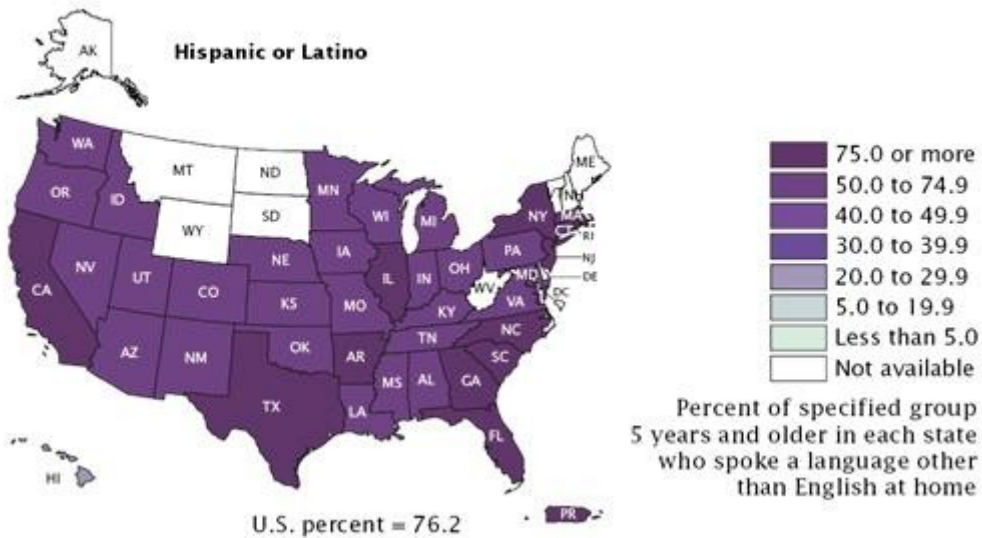 AK
Hispanic or Latino
WA
MT
ND
ME
OR
ID
MN
NH
WI
MI
NY
MA
SD
WY
CT
RI
IA
PA
NJ
NE
OH
NV
IL
IN
MD
DE
UT
WV
CA
CO
DC
KS
MO
VA
KY
NC
TN
AZ
OK
NM
AR
SC
MS
AL
GA
TX
LA
FL
HI
PR
U.S. percent = 76.2
75.0 or more
50.0 to 74.9
40.0 to 49.9
30.0 to 39.9
20.0 to 29.9
5.0 to 19.9
Less than 5.0
Not available
Percent of specified group
5 years and older in each state
who spoke a language other
than English at home